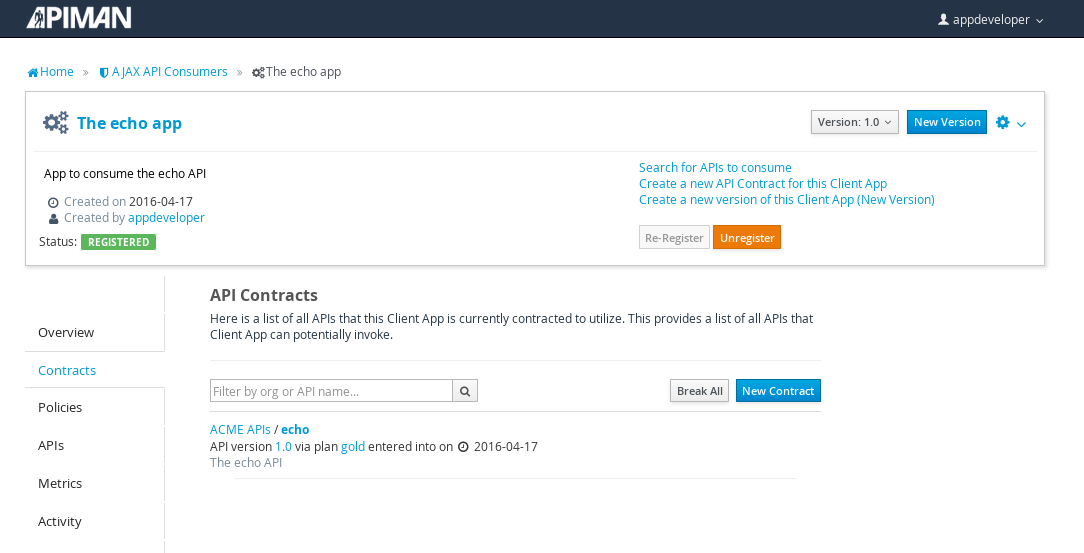 APIMAN
appdeveloper
Home » AJAX API Consumers » The echo app
The echo app
Version: 1.0
New Version
App to consume the echo API
Created on 2016-04-17
Created by appdeveloper
Status: REGISTERED
Search for APIs to consume
Create a new API Contract for this Client App
Create a new version of this Client App (New Version)
Re-Register
Unregister
Overview
Contracts
Policies
APIs
Metrics
Activity
API Contracts
Here is a list of all APIs that this Client App is currently contracted to utilize. This provides a list of all APIs that
Client App can potentially invoke.
Filter by org or API name...
Break All
New Contract
ACME APIs / echo
API version 1.0 via plan gold entered into on 2016-04-17
The echo API